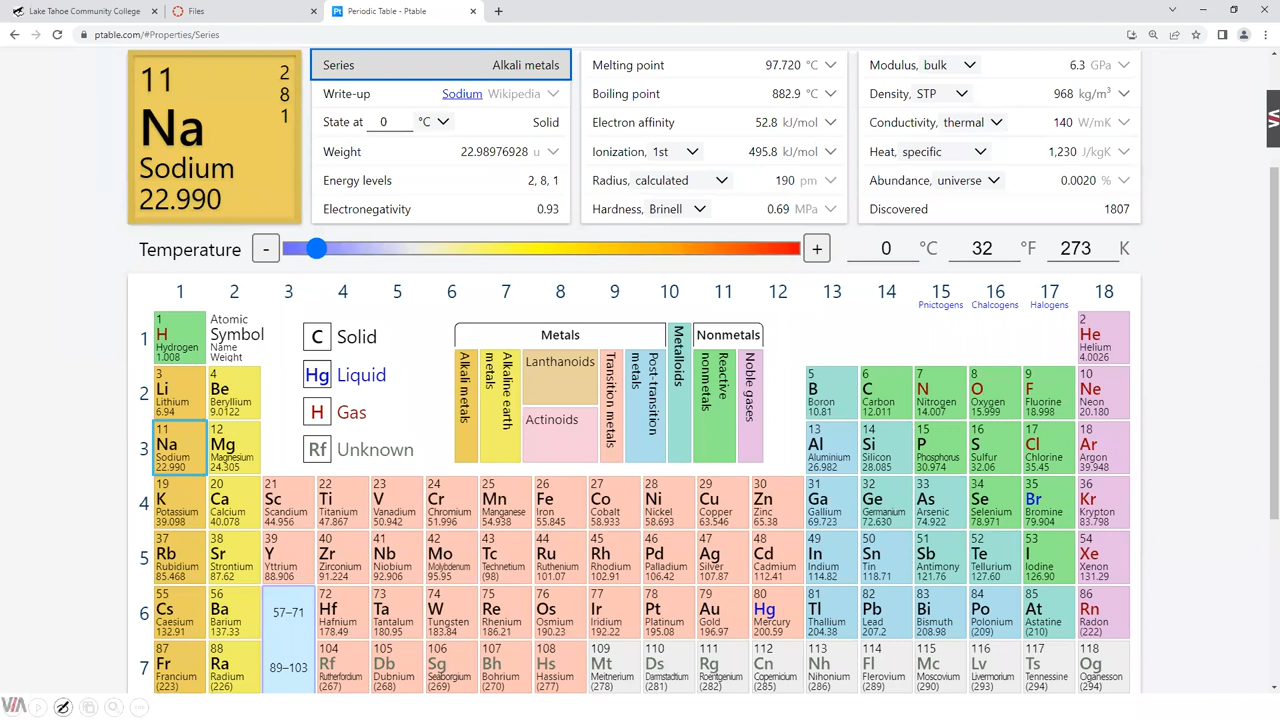 Lake Tahoe Community College
Files
Periodic Table - Ptable
ptable.com/#Properties/Series
11
2
8
1
Na
Sodium
22.990
Series Alkali metals
Write-up Sodium Wikipedia
State at 0 °C Solid
Weight 22.98976928 u
Energy levels 2, 8, 1
Electronegativity 0.93
Melting point 97.720 °C
Boiling point 882.9 °C
Electron affinity 52.8 kJ/mol
Ionization, 1st 495.8 kJ/mol
Radius, calculated 190 pm
Hardness, Brinell 0.69 MPa
Modulus, bulk 6.3 GPa
Density, STP 968 kg/m³
Conductivity, thermal 140 W/mK
Heat, specific 1,230 J/kgK
Abundance, universe 0.0020 %
Discovered 1807
Temperature - + 0 °C 32 °F 273 K
1 2 3 4 5 6 7 8 9 10 11 12 13 14 15 16 17 18
Pnictogens Chalcogens Halogens
Atomic
Symbol
Name
Weight
C Solid
Hg Liquid
H Gas
Rf Unknown
Metals
Metalloids
Nonmetals
Alkali metals
Alkaline earth metals
Lanthanoids
Actinoids
Transition metals
Post-transition metals
Reactive nonmetals
Noble gases
1
1 2
H He
Hydrogen Helium
1.008 4.0026
2
3 4 5 6 7 8 9 10
Li Be B C N O F Ne
Lithium Beryllium Boron Carbon Nitrogen Oxygen Fluorine Neon
6.94 9.0122 10.81 12.011 14.007 15.999 18.998 20.180
3
11 12 13 14 15 16 17 18
Na Mg Al Si P S Cl Ar
Sodium Magnesium Aluminium Silicon Phosphorus Sulfur Chlorine Argon
22.990 24.305 26.982 28.085 30.974 32.06 35.45 39.948
4
19 20 21 22 23 24 25 26 27 28 29 30 31 32 33 34 35 36
K Ca Sc Ti V Cr Mn Fe Co Ni Cu Zn Ga Ge As Se Br Kr
Potassium Calcium Scandium Titanium Vanadium Chromium Manganese Iron Cobalt Nickel Copper Zinc Gallium Germanium Arsenic Selenium Bromine Krypton
39.098 40.078 44.956 47.867 50.942 51.996 54.938 55.845 58.933 58.693 63.546 65.38 69.723 72.630 74.922 78.971 79.904 83.798
5
37 38 39 40 41 42 43 44 45 46 47 48 49 50 51 52 53 54
Rb Sr Y Zr Nb Mo Tc Ru Rh Pd Ag Cd In Sn Sb Te I Xe
Rubidium Strontium Yttrium Zirconium Niobium Molybdenum Technetium Ruthenium Rhodium Palladium Silver Cadmium Indium Tin Antimony Tellurium Iodine Xenon
85.468 87.62 88.906 91.224 92.906 95.95 (98) 101.07 102.91 106.42 107.87 112.41 114.82 118.71 121.76 127.60 126.90 131.29
6
55 56 57–71 72 73 74 75 76 77 78 79 80 81 82 83 84 85 86
Cs Ba Hf Ta W Re Os Ir Pt Au Hg Tl Pb Bi Po At Rn
Caesium Barium Hafnium Tantalum Tungsten Rhenium Osmium Iridium Platinum Gold Mercury Thallium Lead Bismuth Polonium Astatine Radon
132.91 137.33 178.49 180.95 183.84 186.21 190.23 192.22 195.08 196.97 200.59 204.38 207.2 208.98 (209) (210) (222)
7
87 88 89–103 104 105 106 107 108 109 110 111 112 113 114 115 116 117 118
Fr Ra Rf Db Sg Bh Hs Mt Ds Rg Cn Nh Fl Mc Lv Ts Og
Francium Radium Rutherfordium Dubnium Seaborgium Bohrium Hassium Meitnerium Darmstadtium Roentgenium Copernicium Nihonium Flerovium Moscovium Livermorium Tennessine Oganesson
(223) (226) (267) (268) (269) (270) (277) (278) (281) (282) (285) (286) (289) (290) (293) (294) (294)
VIA